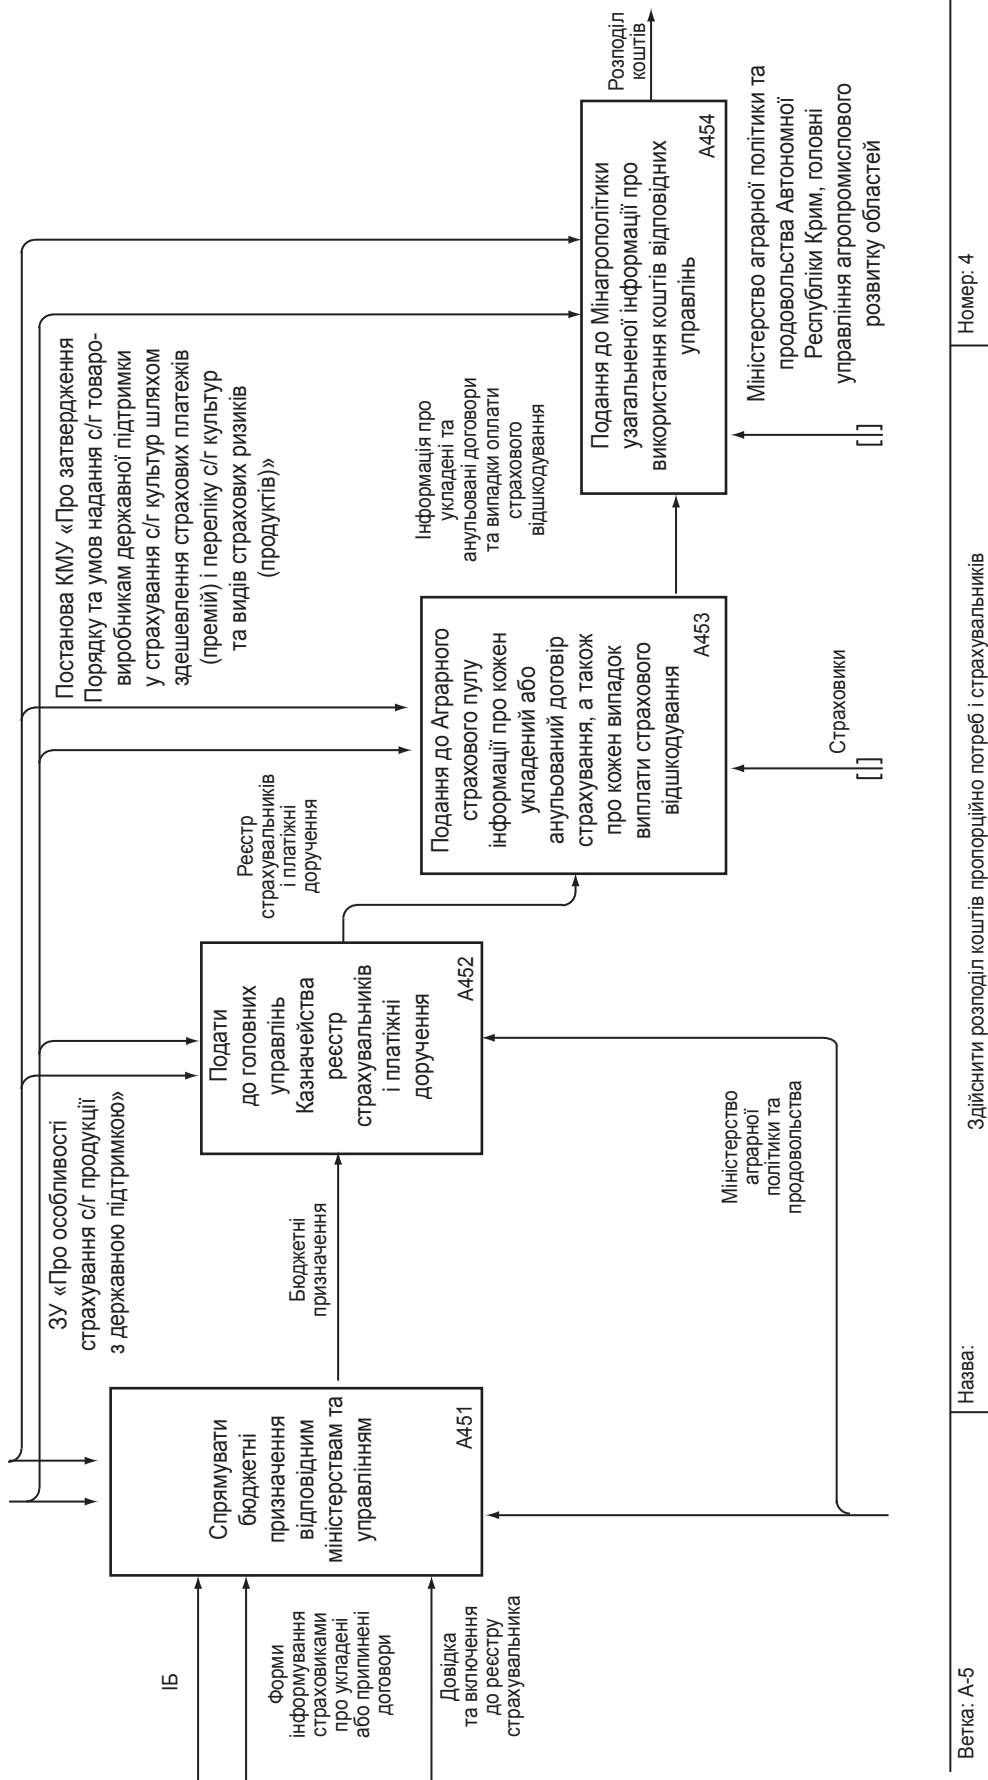 ЗУ «Про особливості
страхування с/г продукції
з державною підтримкою»
Постанова КМУ «Про затвердження
Порядку та умов надання с/г товаро-
виробникам державної підтримки
у страхування с/г культур шляхом
здешевлення страхових платежів
(премій) і переліку с/г культур
та видів страхових ризиків
(продуктів)»
ІБ
Форми
інформування
страховиками
про укладені
або припинені
договори
Довідка
та включення
до реєстру
страхувальника
Спрямувати
бюджетні
призначення
відповідним
міністерствам та
управлінням
А451
Бюджетні
призначення
Подати
до головних
управлінь
Казначейства
реєстр
страхувальників
і платіжні
доручення
А452
Реєстр
страхувальників
і платіжні
доручення
Подання до Аграрного
страхового пулу
інформації про кожен
укладений або
анульований договір
страхування, а також
про кожен випадок
виплати страхового
відшкодування
А453
Інформація про
укладені та
анульовані договори
та випадки оплати
страхового
відшкодування
Подання до Мінагрополітики
узагальненої інформації про
використання коштів відповідних
управлінь
А454
Розподіл
коштів
Міністерство
аграрної
політики та
продовольства
Страховики
[ ]
Міністерство аграрної політики та
продовольства Автономної
Республіки Крим, головні
управління агропромислового
розвитку областей
[ ]
Ветка: А-5
Назва:
Здійснити розподіл коштів пропорційно потреб і страхувальників
Номер: 4